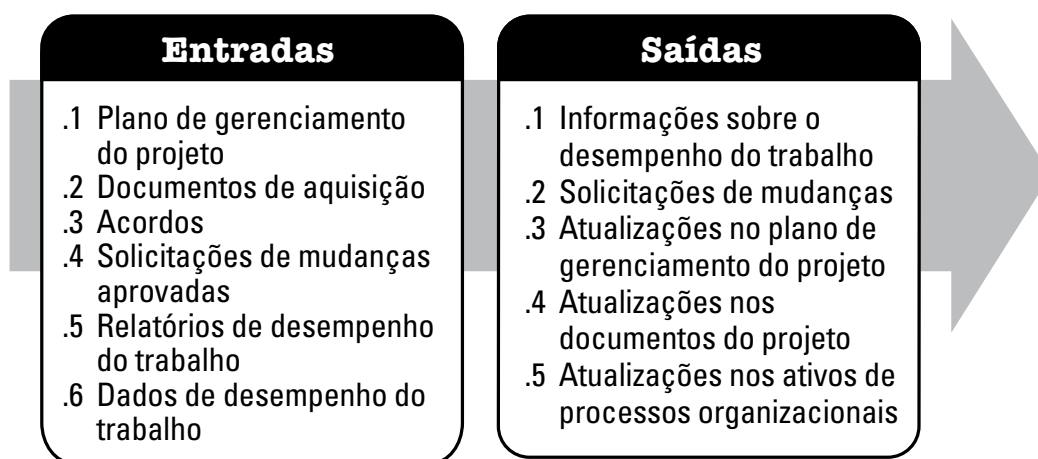 Entradas
.1 Plano de gerenciamento
do projeto
.2 Documentos de aquisição
.3 Acordos
.4 Solicitações de mudanças
aprovadas
.5 Relatórios de desempenho
do trabalho
.6 Dados de desempenho do
trabalho
Saídas
.1 Informações sobre o
desempenho do trabalho
.2 Solicitações de mudanças
.3 Atualizações no plano de
gerenciamento do projeto
.4 Atualizações nos
documentos do projeto
.5 Atualizações nos ativos de
processos organizacionais